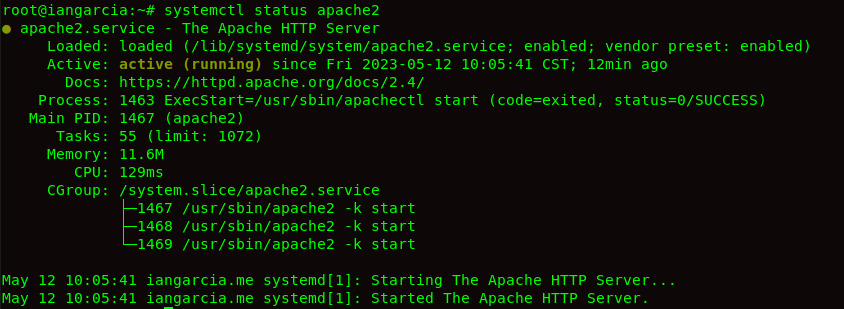 root@iangarcia:~# systemctl status apache2
● apache2.service - The Apache HTTP Server
     Loaded: loaded (/lib/systemd/system/apache2.service; enabled; vendor preset: enabled)
     Active: active (running) since Fri 2023-05-12 10:05:41 CST; 12min ago
       Docs: https://httpd.apache.org/docs/2.4/
    Process: 1463 ExecStart=/usr/sbin/apachectl start (code=exited, status=0/SUCCESS)
   Main PID: 1467 (apache2)
      Tasks: 55 (limit: 1072)
     Memory: 11.6M
        CPU: 129ms
     CGroup: /system.slice/apache2.service
             ├─1467 /usr/sbin/apache2 -k start
             ├─1468 /usr/sbin/apache2 -k start
             └─1469 /usr/sbin/apache2 -k start

May 12 10:05:41 iangarcia.me systemd[1]: Starting The Apache HTTP Server...
May 12 10:05:41 iangarcia.me systemd[1]: Started The Apache HTTP Server.